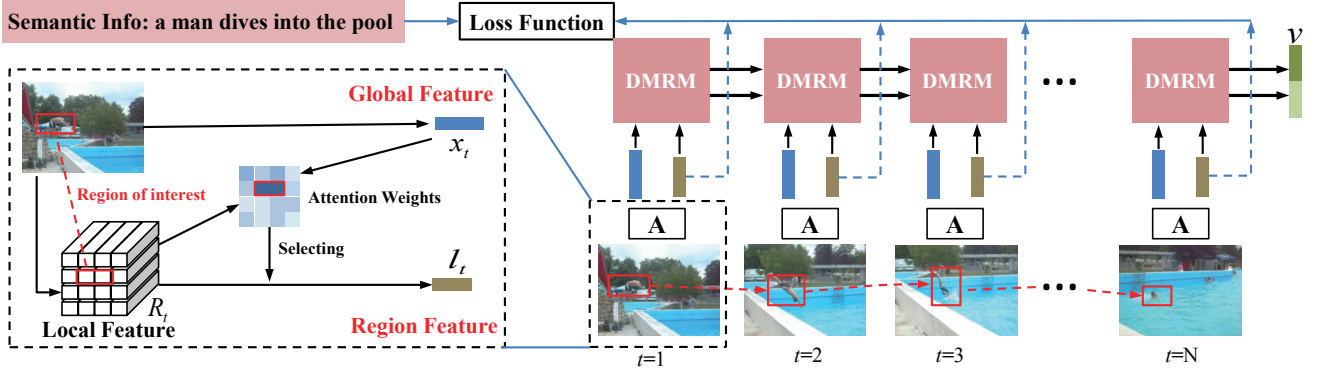 Semantic Info: a man dives into the pool
Loss Function
DMRM
DMRM
DMRM
...
DMRM
v
Global Feature
x_t
Region of interest
Attention Weights
Selecting
l_t
R_t
Local Feature
Region Feature
A
A
A
A
...
t=1
t=2
t=3
t=N